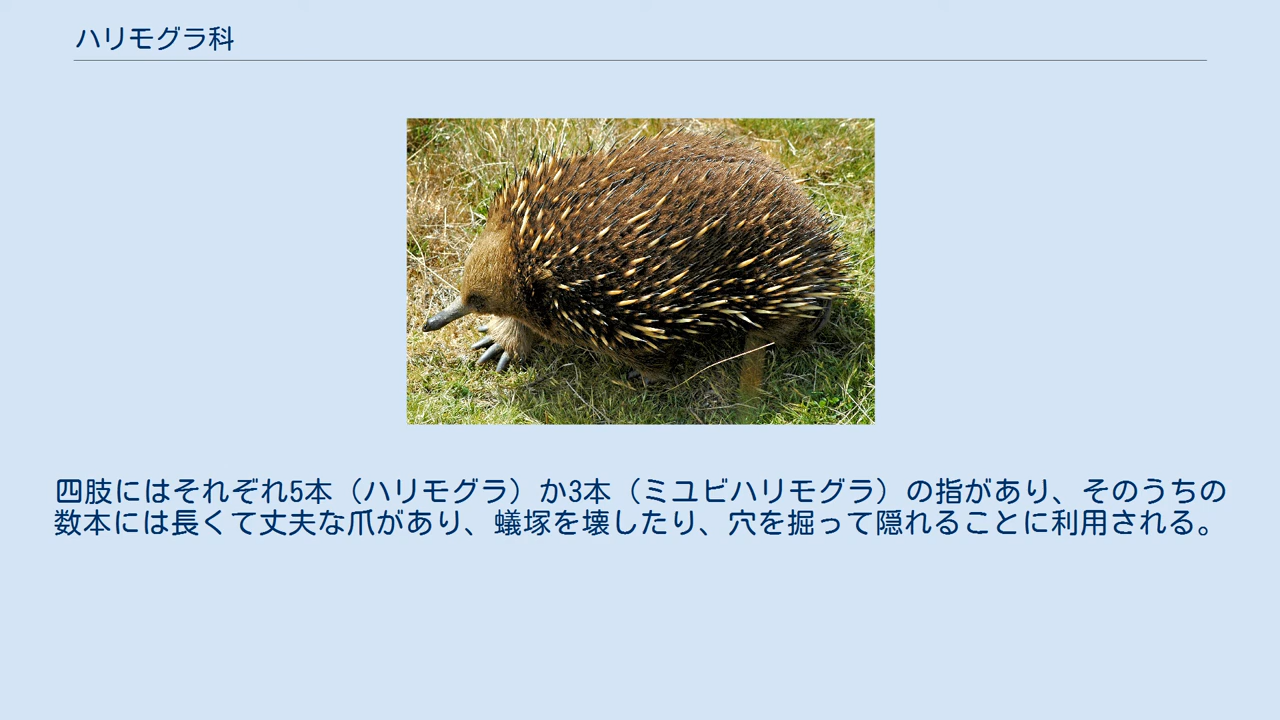 ハリモグラ科
四肢にはそれぞれ5本（ハリモグラ）か3本（ミユビハリモグラ）の指があり、そのうちの
数本には長くて丈夫な爪があり、蟻塚を壊したり、穴を掘って隠れることに利用される。